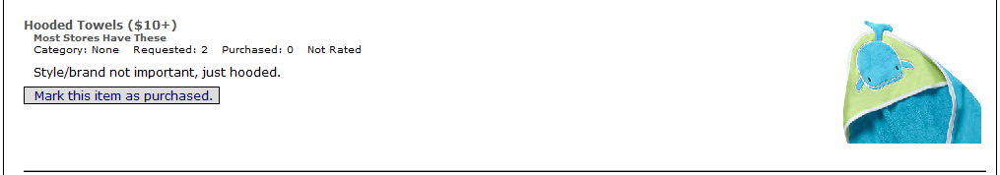 Hooded Towels ($10+)
Most Stores Have These
Category: None Requested: 2 Purchased: 0 Not Rated
Style/brand not important, just hooded.
Mark this item as purchased.